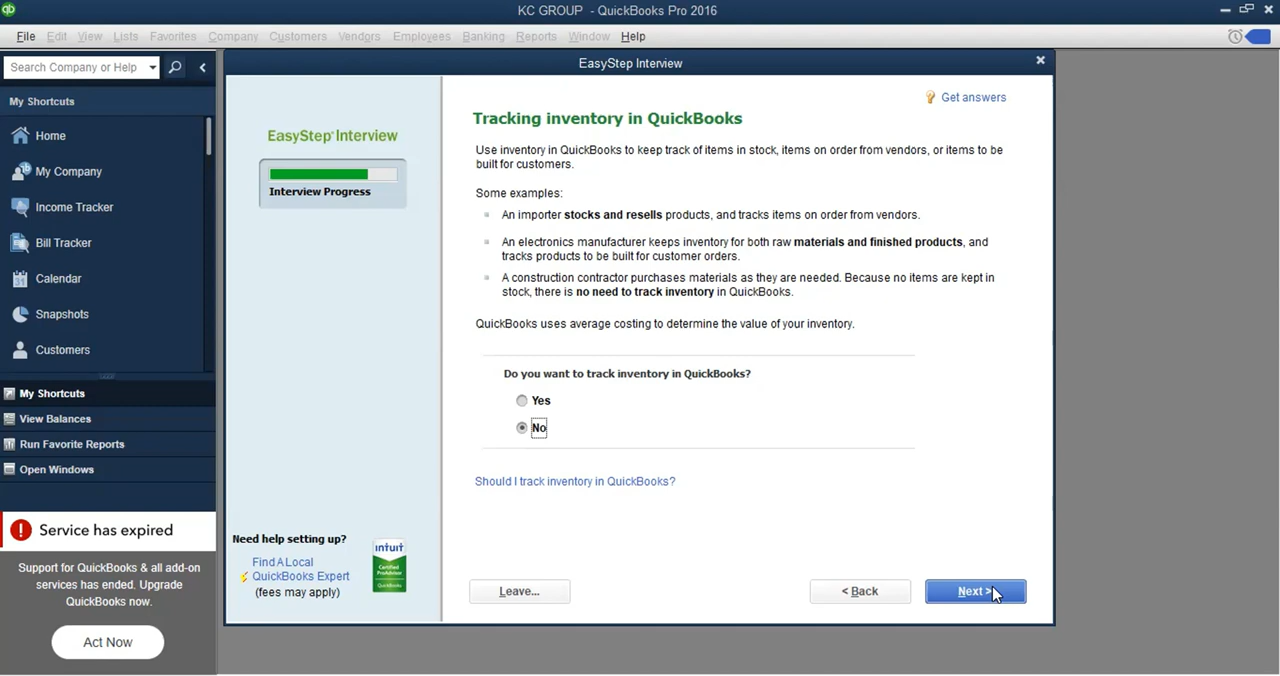 qb
KC GROUP - QuickBooks Pro 2016
File Edit View Lists Favorites Company Customers Vendors Employees Banking Reports Window Help
Search Company or Help
My Shortcuts
Home
My Company
Income Tracker
Bill Tracker
31 Calendar
Snapshots
Customers
My Shortcuts
View Balances
Run Favorite Reports
Open Windows
! Service has expired
Support for QuickBooks & all add-on
services has ended. Upgrade
QuickBooks now.
Act Now
EasyStep Interview
EasyStep® Interview
Interview Progress
Need help setting up?
Find A Local
QuickBooks Expert
(fees may apply)
intuit
Certified
ProAdvisor
QuickBooks
Get answers
Tracking inventory in QuickBooks
Use inventory in QuickBooks to keep track of items in stock, items on order from vendors, or items to be
built for customers.
Some examples:
An importer stocks and resells products, and tracks items on order from vendors.
An electronics manufacturer keeps inventory for both raw materials and finished products, and
tracks products to be built for customer orders.
A construction contractor purchases materials as they are needed. Because no items are kept in
stock, there is no need to track inventory in QuickBooks.
QuickBooks uses average costing to determine the value of your inventory.
Do you want to track inventory in QuickBooks?
Yes
No
Should I track inventory in QuickBooks?
Leave...
< Back
Next >